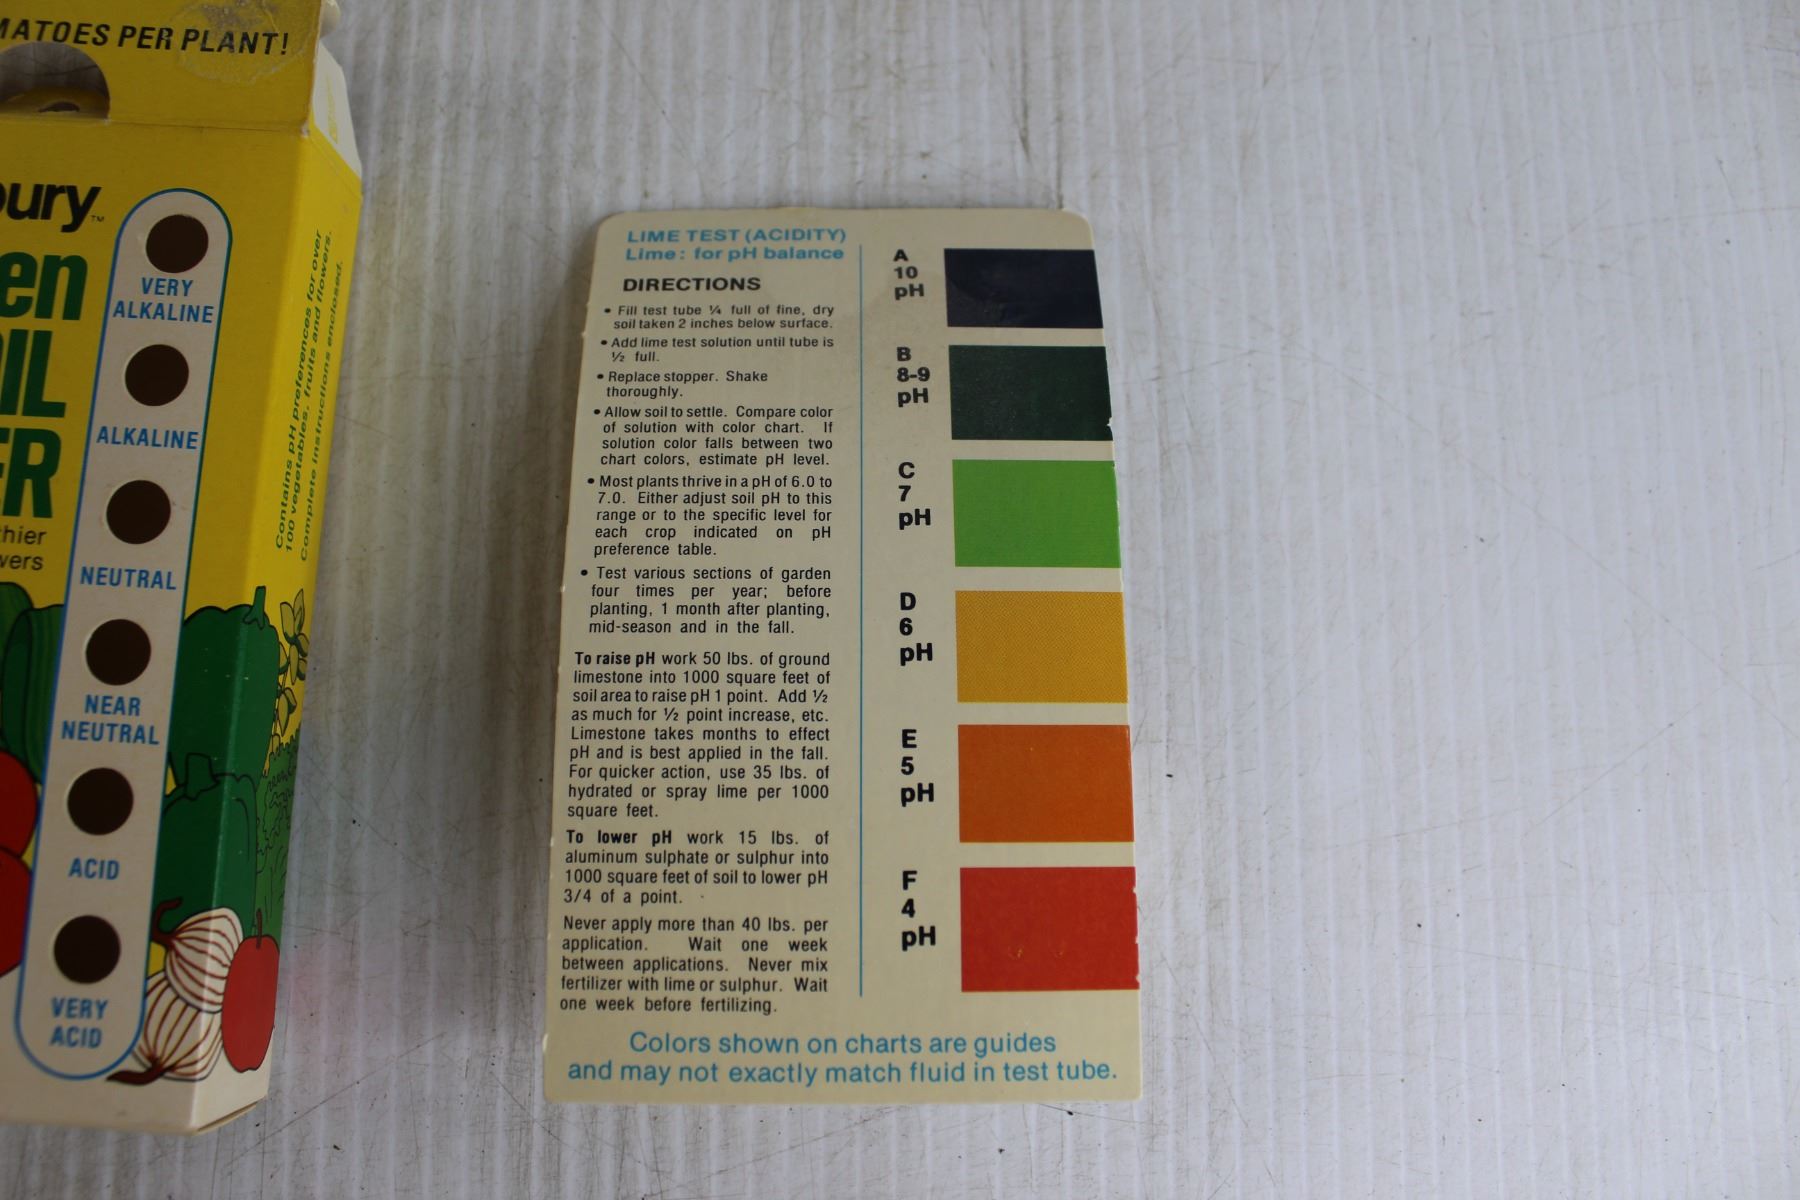 PER PLANT!
VERY
ALKALINE
ALKALINE
NEUTRAL
NEAR
NEUTRAL
ACID
VERY
ACID
Contains pH preferences for over
100 vegetables, fruits and flowers.
Complete instructions enclosed.
LIME TEST (ACIDITY)
Lime: for pH balance
DIRECTIONS
• Fill test tube ¼ full of fine, dry
soil taken 2 inches below surface.
• Add lime test solution until tube is
½ full.
• Replace stopper. Shake
thoroughly.
• Allow soil to settle. Compare color
of solution with color chart. If
solution color falls between two
chart colors, estimate pH level.
• Most plants thrive in a pH of 6.0 to
7.0. Either adjust soil pH to this
range or to the specific level for
each crop indicated on pH
preference table.
• Test various sections of garden
four times per year; before
planting, 1 month after planting,
mid-season and in the fall.
To raise pH work 50 lbs. of ground
limestone into 1000 square feet of
soil area to raise pH 1 point. Add ½
as much for ½ point increase, etc.
Limestone takes months to effect
pH and is best applied in the fall.
For quicker action, use 35 lbs. of
hydrated or spray lime per 1000
square feet.
To lower pH work 15 lbs. of
aluminum sulphate or sulphur into
1000 square feet of soil to lower pH
3/4 of a point.
Never apply more than 40 lbs. per
application. Wait one week
between applications. Never mix
fertilizer with lime or sulphur. Wait
one week before fertilizing.
A
10
pH
B
8-9
pH
C
7
pH
D
6
pH
E
5
pH
F
4
pH
Colors shown on charts are guides
and may not exactly match fluid in test tube.